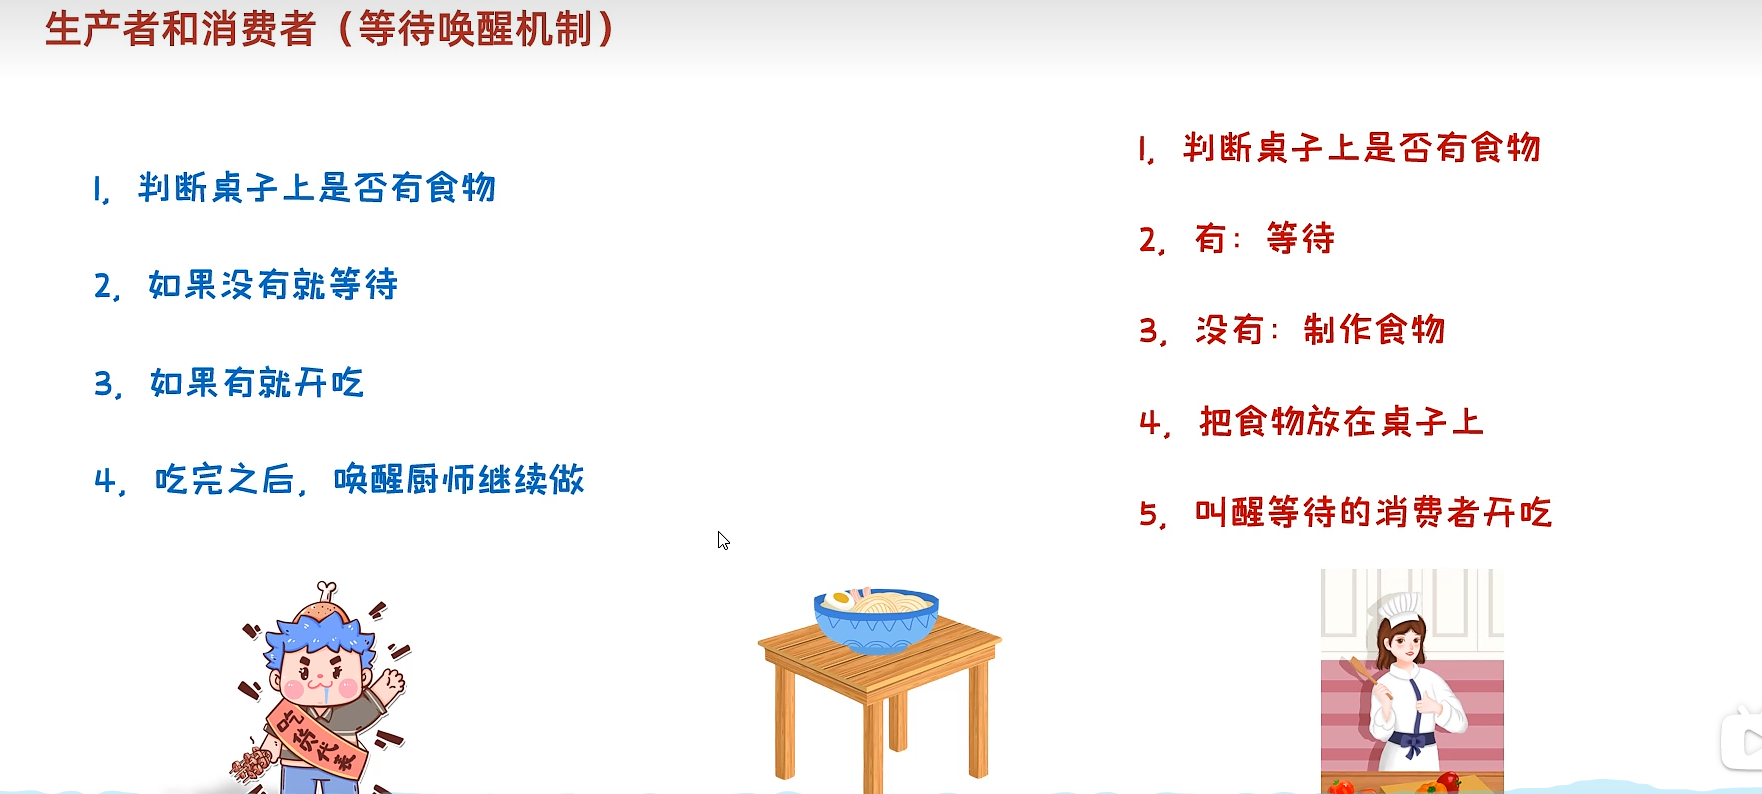 生产者和消费者（等待唤醒机制）
1，判断桌子上是否有食物
2，如果没有就等待
3，如果有就开吃
4，吃完之后，唤醒厨师继续做
1，判断桌子上是否有食物
2，有：等待
3，没有：制作食物
4，把食物放在桌子上
5，叫醒等待的消费者开吃
吃货代表